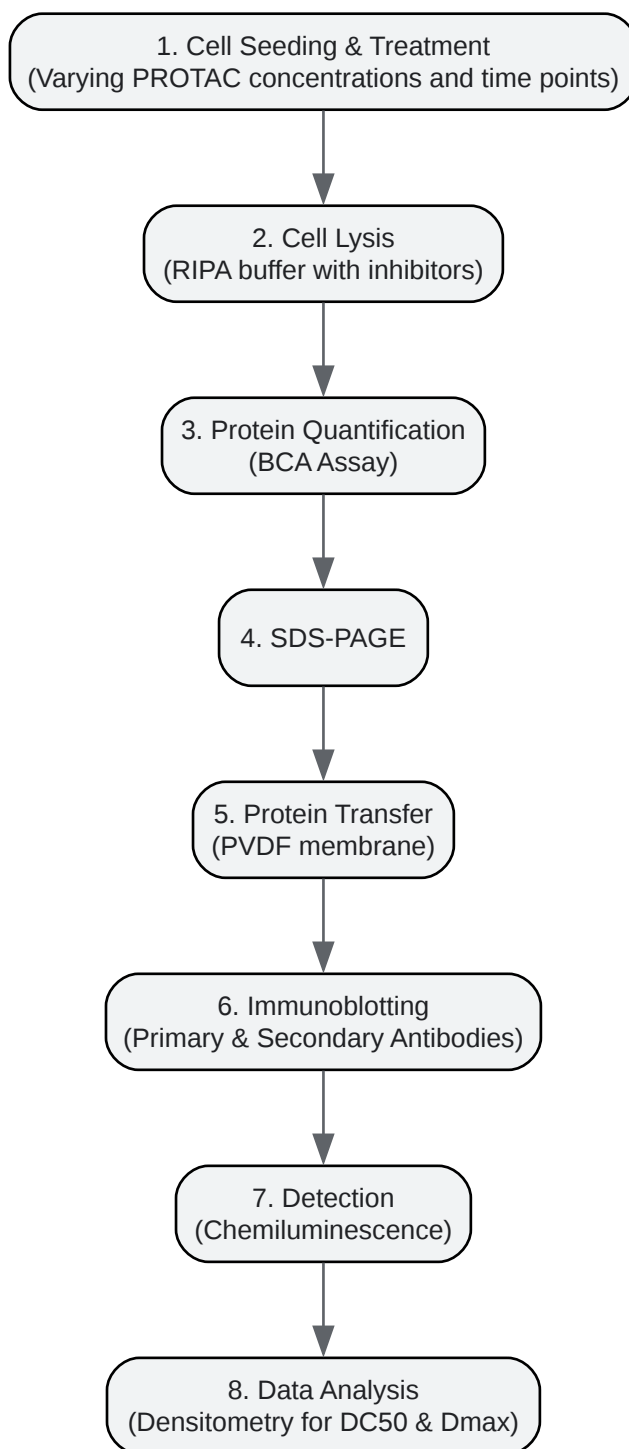 1. Cell Seeding & Treatment
(Varying PROTAC concentrations and time points)
2. Cell Lysis
(RIPA buffer with inhibitors)
3. Protein Quantification
(BCA Assay)
4. SDS-PAGE
5. Protein Transfer
(PVDF membrane)
6. Immunoblotting
(Primary & Secondary Antibodies)
7. Detection
(Chemiluminescence)
8. Data Analysis
(Densitometry for DC50 & Dmax)